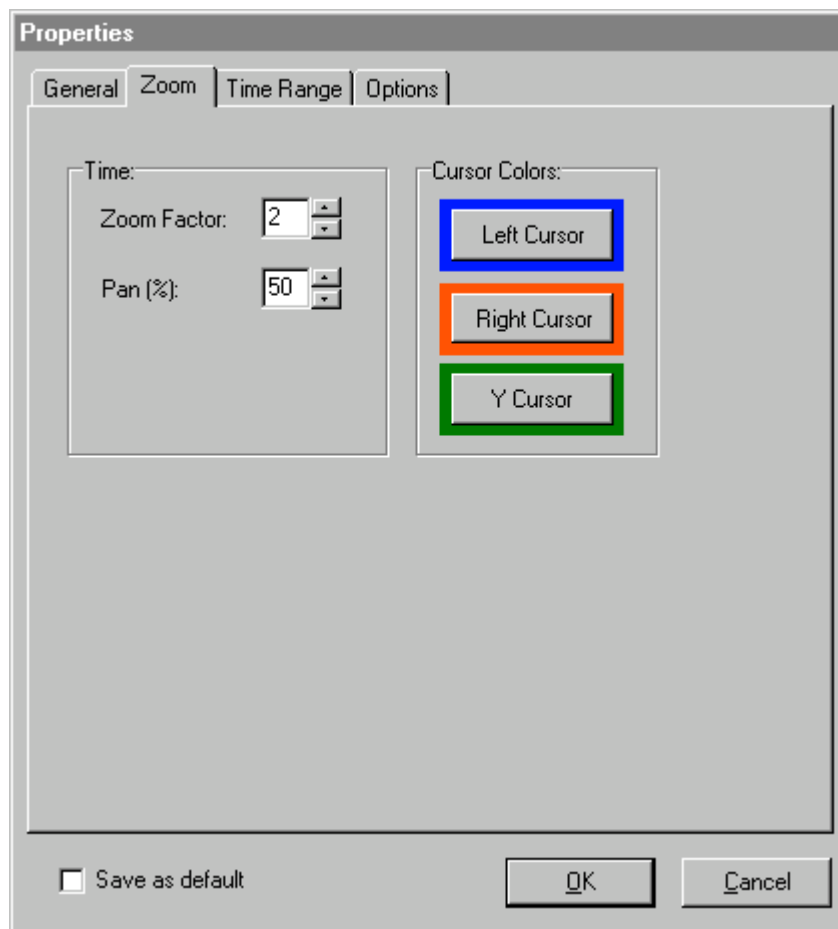 Properties
General Zoom Time Range Options
Time:
Zoom Factor: 2
Pan (%): 50
Cursor Colors:
Left Cursor
Right Cursor
Y Cursor
Save as default OK Cancel